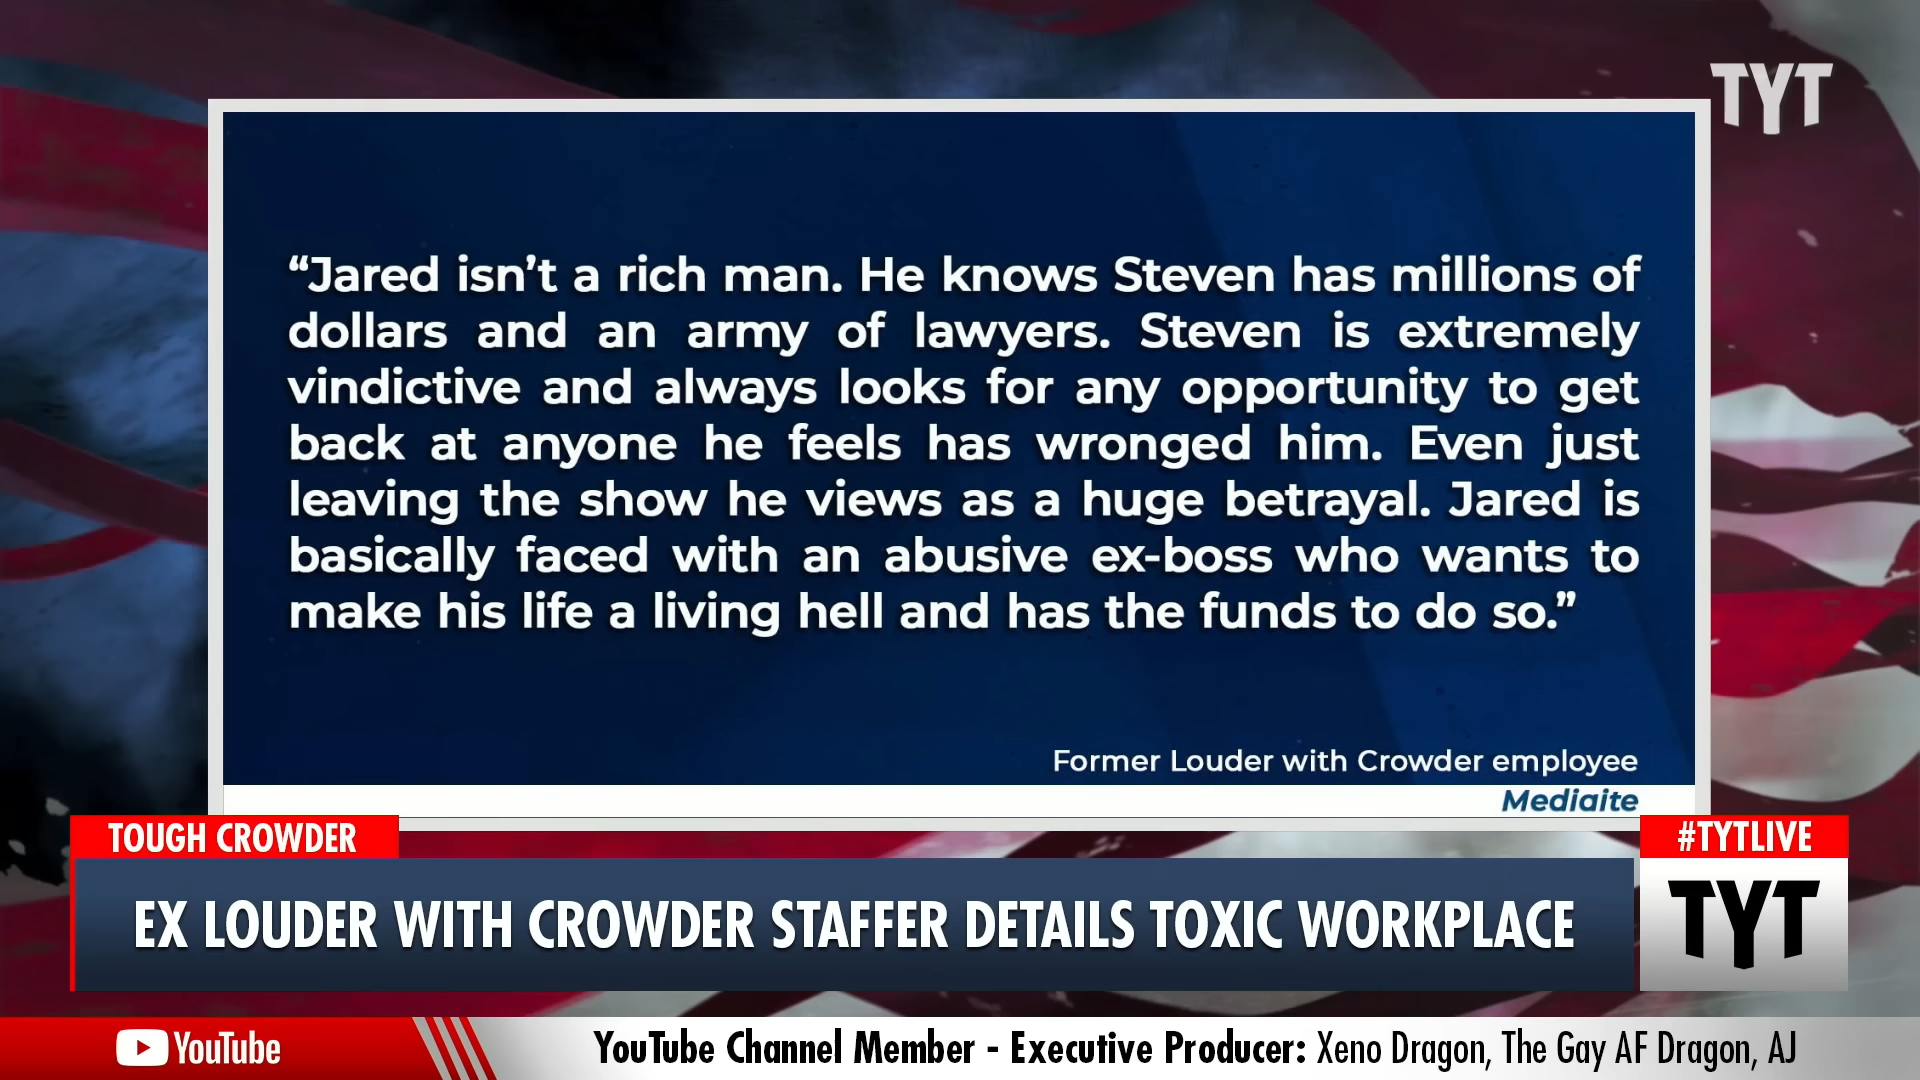 TYT
“Jared isn’t a rich man. He knows Steven has millions of
dollars and an army of lawyers. Steven is extremely
vindictive and always looks for any opportunity to get
back at anyone he feels has wronged him. Even just
leaving the show he views as a huge betrayal. Jared is
basically faced with an abusive ex-boss who wants to
make his life a living hell and has the funds to do so.”
Former Louder with Crowder employee
Mediaite
TOUGH CROWDER
#TYTLIVE
EX LOUDER WITH CROWDER STAFFER DETAILS TOXIC WORKPLACE
TYT
YouTube
YouTube Channel Member - Executive Producer: Xeno Dragon, The Gay AF Dragon, AJ